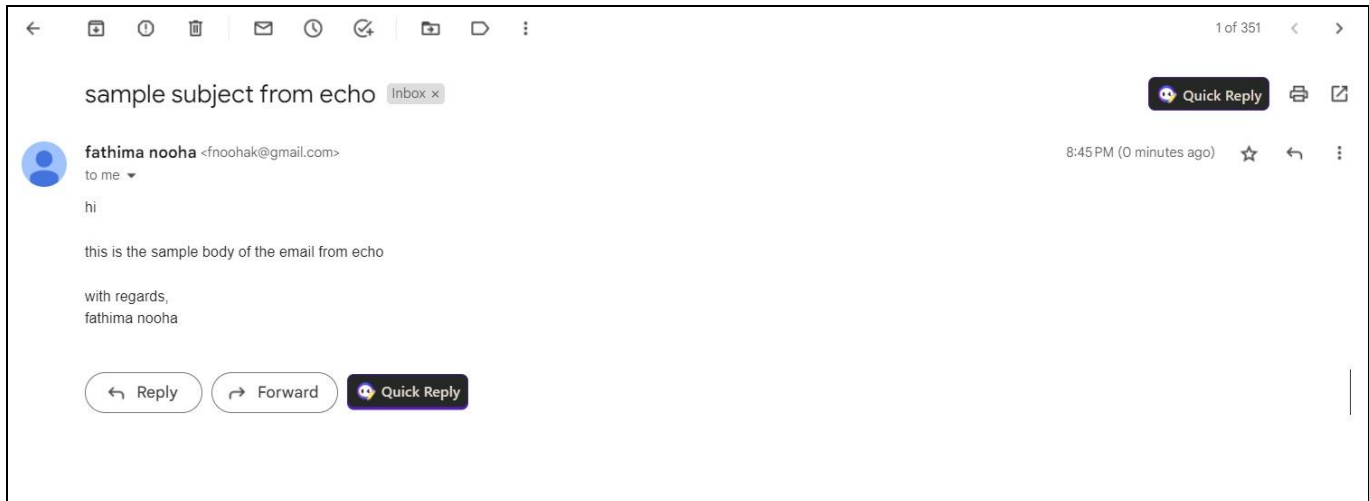 1 of 351
sample subject from echo Inbox x Quick Reply
fathima nooha <fnoohak@gmail.com> 8:45 PM (0 minutes ago)
to me
hi
this is the sample body of the email from echo
with regards,
fathima nooha
Reply Forward Quick Reply